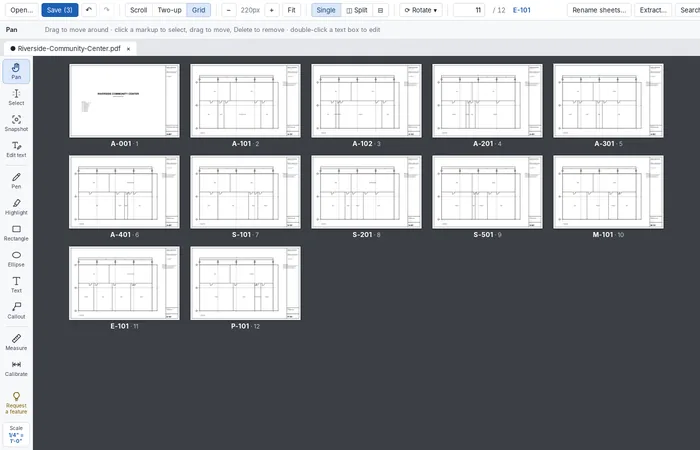 Open... Save (3) Scroll Two-up Grid − 220px + Fit Single Split Rotate ▾ 11 / 12 E-101 Rename sheets... Extract... Search
Pan Drag to move around · click a markup to select, drag to move, Delete to remove · double-click a text box to edit
Riverside-Community-Center.pdf ×
Pan
Select
Snapshot
Edit text
Pen
Highlight
Rectangle
Ellipse
Text
Callout
Measure
Calibrate
Request
a feature
Scale
1/4" =
1'-0"
RIVERSIDE COMMUNITY CENTER
A-001 · 1
A-101 · 2
A-102 · 3
A-201 · 4
A-301 · 5
A-401 · 6
S-101 · 7
S-201 · 8
S-501 · 9
M-101 · 10
E-101 · 11
P-101 · 12